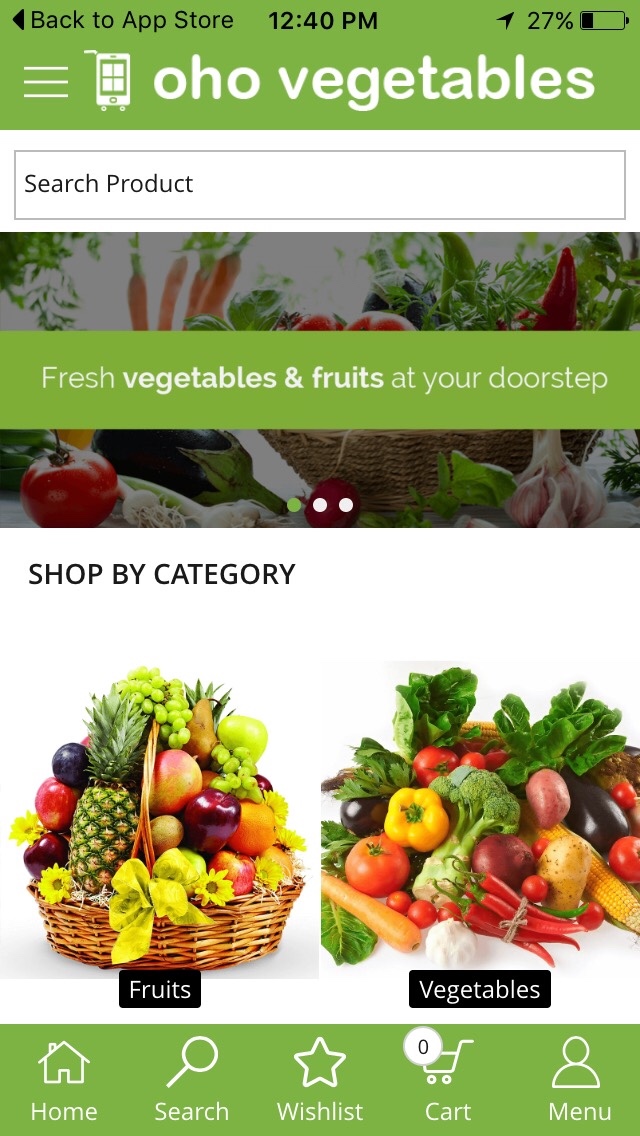 Back to App Store 12:40 PM 27%
oho vegetables
Search Product
Fresh vegetables & fruits at your doorstep
SHOP BY CATEGORY
Fruits Vegetables
0
Home Search Wishlist Cart Menu